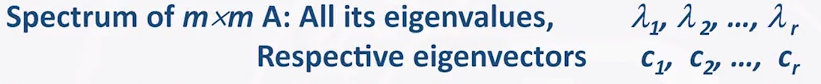 Spectrum of m×m A: All its eigenvalues, λ₁, λ₂, ..., λᵣ
Respective eigenvectors c₁, c₂, ..., cᵣ